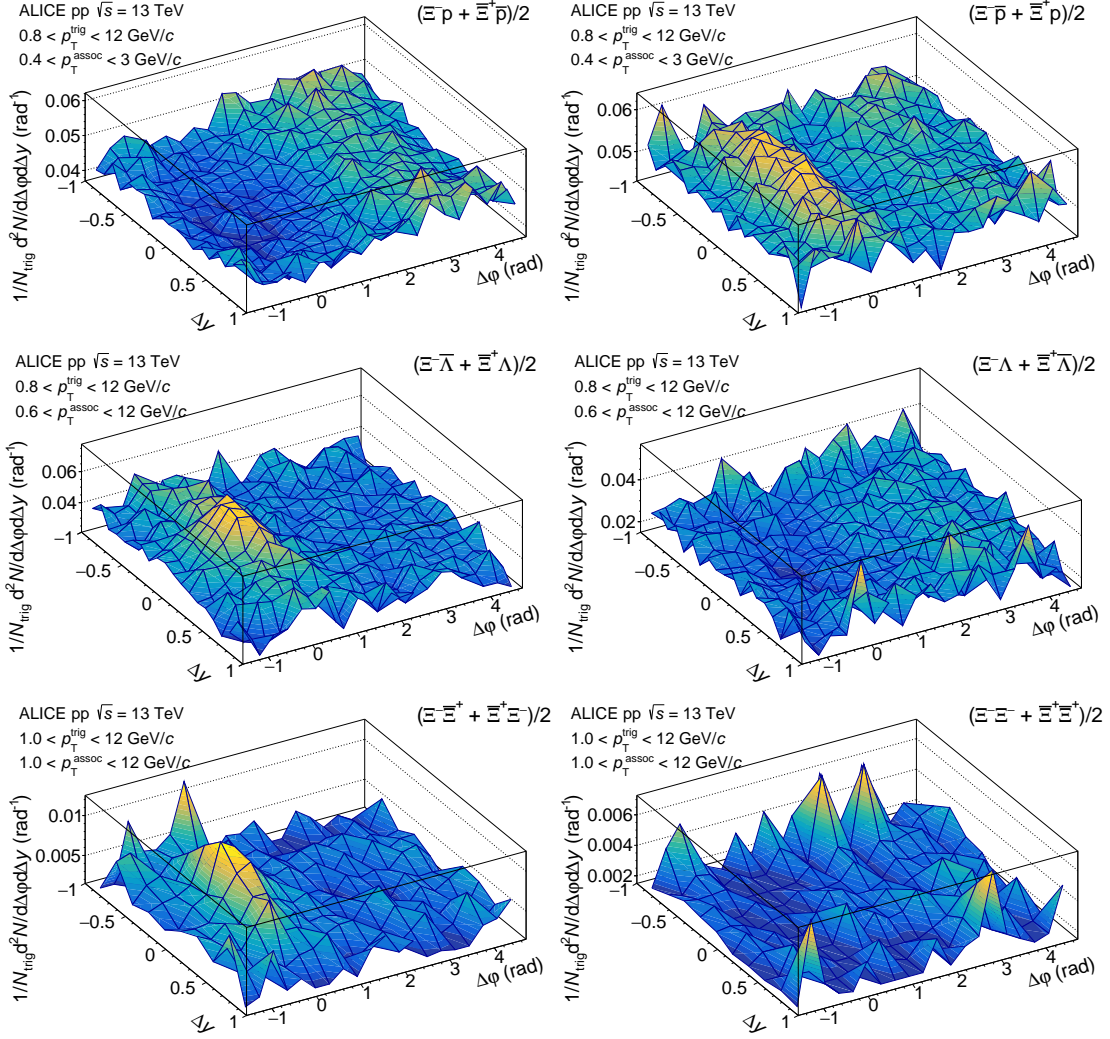 ALICE pp √s = 13 TeV
0.8 < p_T^trig < 12 GeV/c
0.4 < p_T^assoc < 3 GeV/c
(Ξ⁻p + Ξ̅⁺p̅)/2
0.06
0.05
0.04
1/N_trig d²N/dΔφdΔy (rad⁻¹)
−1
−0.5
0
0.5
1
Δy
−1 0 1 2 3 4
Δφ (rad)
ALICE pp √s = 13 TeV
0.8 < p_T^trig < 12 GeV/c
0.4 < p_T^assoc < 3 GeV/c
(Ξ⁻p̅ + Ξ̅⁺p)/2
0.06
0.05
1/N_trig d²N/dΔφdΔy (rad⁻¹)
−1
−0.5
0
0.5
1
Δy
−1 0 1 2 3 4
Δφ (rad)
ALICE pp √s = 13 TeV
0.8 < p_T^trig < 12 GeV/c
0.6 < p_T^assoc < 12 GeV/c
(Ξ⁻Λ̅ + Ξ̅⁺Λ)/2
0.06
0.04
1/N_trig d²N/dΔφdΔy (rad⁻¹)
−1
−0.5
0
0.5
1
Δy
−1 0 1 2 3 4
Δφ (rad)
ALICE pp √s = 13 TeV
0.8 < p_T^trig < 12 GeV/c
0.6 < p_T^assoc < 12 GeV/c
(Ξ⁻Λ + Ξ̅⁺Λ̅)/2
0.04
0.02
1/N_trig d²N/dΔφdΔy (rad⁻¹)
−1
−0.5
0
0.5
1
Δy
−1 0 1 2 3 4
Δφ (rad)
ALICE pp √s = 13 TeV
1.0 < p_T^trig < 12 GeV/c
1.0 < p_T^assoc < 12 GeV/c
(Ξ⁻Ξ̅⁺ + Ξ̅⁺Ξ⁻)/2
0.01
0.005
1/N_trig d²N/dΔφdΔy (rad⁻¹)
−1
−0.5
0
0.5
1
Δy
−1 0 1 2 3 4
Δφ (rad)
ALICE pp √s = 13 TeV
1.0 < p_T^trig < 12 GeV/c
1.0 < p_T^assoc < 12 GeV/c
(Ξ⁻Ξ⁻ + Ξ̅⁺Ξ̅⁺)/2
0.006
0.004
0.002
1/N_trig d²N/dΔφdΔy (rad⁻¹)
−1
−0.5
0
0.5
1
Δy
−1 0 1 2 3 4
Δφ (rad)